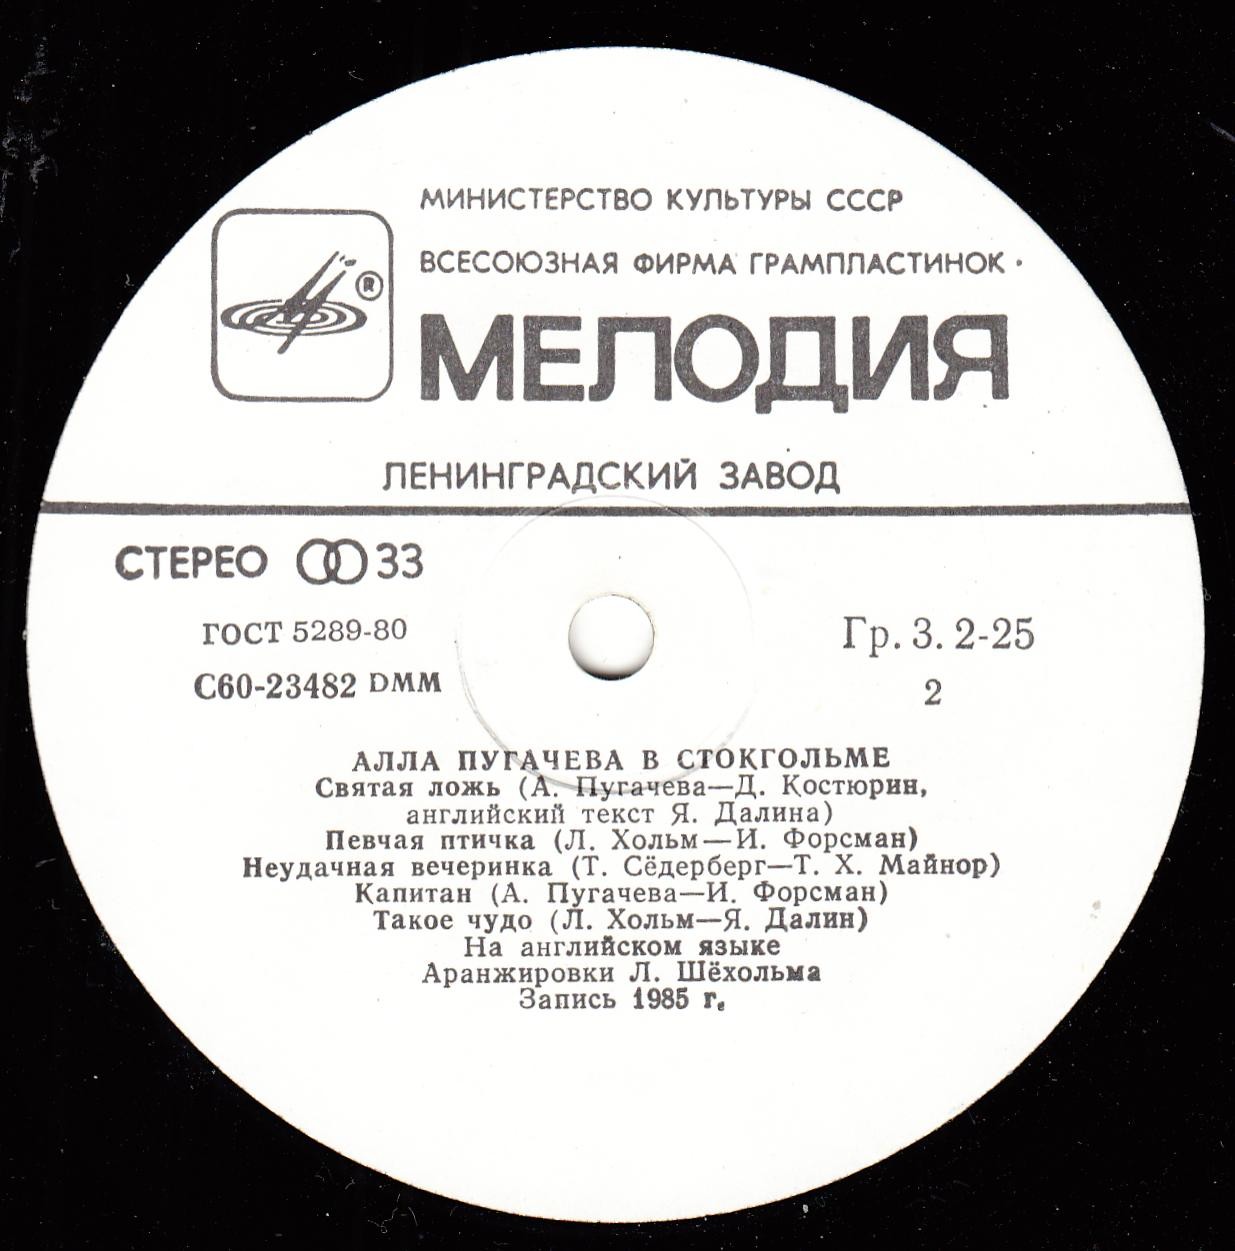 МИНИСТЕРСТВО КУЛЬТУРЫ СССР
ВСЕСОЮЗНАЯ ФИРМА ГРАМПЛАСТИНОК
®
МЕЛОДИЯ
ЛЕНИНГРАДСКИЙ ЗАВОД
СТЕРЕО 33
ГОСТ 5289-80
Гр. 3. 2-25
С60-23482 DMM
2
АЛЛА ПУГАЧЕВА В СТОКГОЛЬМЕ
Святая ложь (А. Пугачева—Д. Костюрин,
английский текст Я. Далина)
Певчая птичка (Л. Хольм—И. Форсман)
Неудачная вечеринка (Т. Сёдерберг—Т. Х. Майнор)
Капитан (А. Пугачева—И. Форсман)
Такое чудо (Л. Хольм—Я. Далин)
На английском языке
Аранжировки Л. Шёхольма
Запись 1985 г.